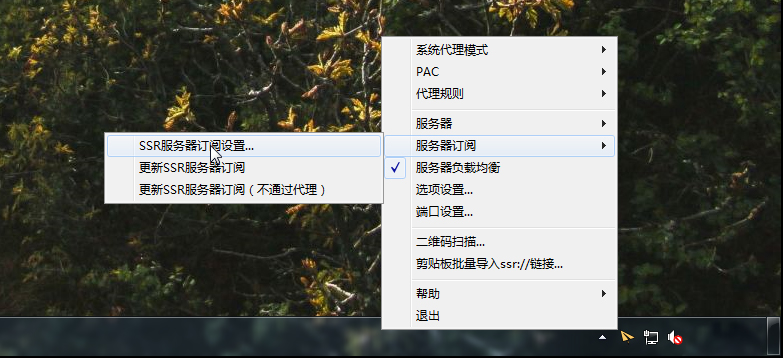 系统代理模式
PAC
代理规则
服务器
服务器订阅
服务器负载均衡
选项设置...
端口设置...
二维码扫描...
剪贴板批量导入ssr://链接...
帮助
退出
SSR服务器订阅设置...
更新SSR服务器订阅
更新SSR服务器订阅（不通过代理）